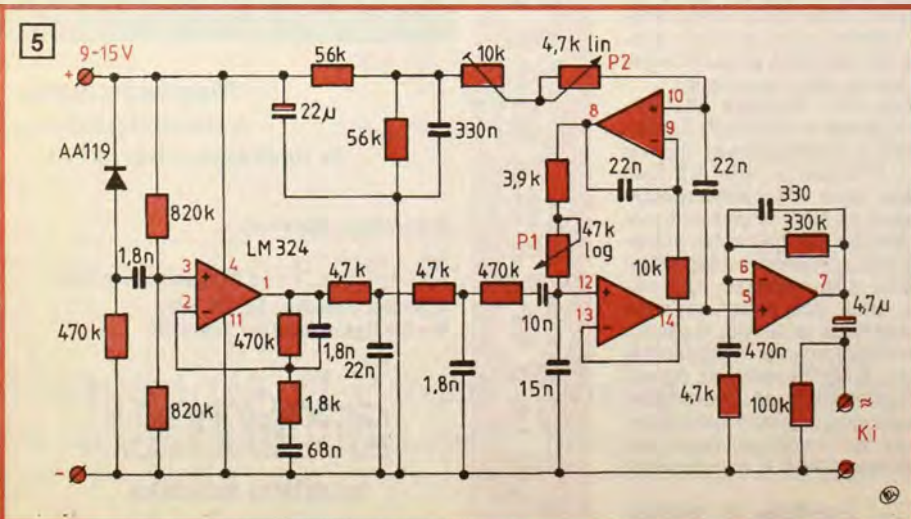 5
9-15V
+
56k
10k
4,7k lin
P2
22µ
56k
330n
8
10
9
AA119
820k
3,9k
22n
22n
330
330k
1,8n
LM 324
P1
47k
log
3
4
2
11
1
4,7k
47k
470k
10k
12
13
14
6
5
7
4,7µ
470k
470k
1,8n
22n
10n
470n
820k
1,8k
1,8n
15n
4,7k
100k
≈
Ki
68n
-